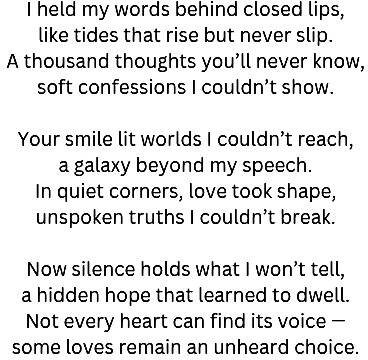 I held my words behind closed lips,
like tides that rise but never slip.
A thousand thoughts you’ll never know,
soft confessions I couldn’t show.

Your smile lit worlds I couldn’t reach,
a galaxy beyond my speech.
In quiet corners, love took shape,
unspoken truths I couldn’t break.

Now silence holds what I won’t tell,
a hidden hope that learned to dwell.
Not every heart can find its voice —
some loves remain an unheard choice.